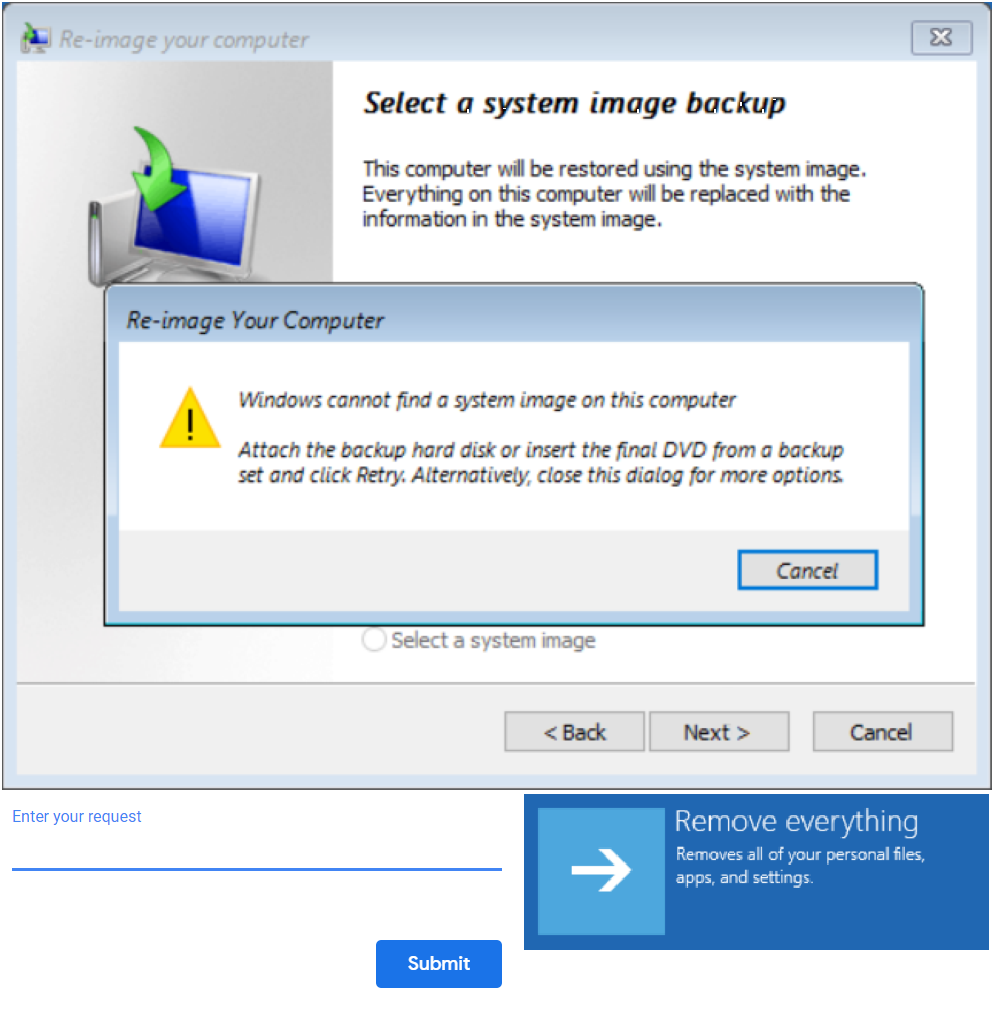 Re-image your computer
Select a system image backup
This computer will be restored using the system image.
Everything on this computer will be replaced with the
information in the system image.
Re-image Your Computer
Windows cannot find a system image on this computer
Attach the backup hard disk or insert the final DVD from a backup
set and click Retry. Alternatively, close this dialog for more options.
Cancel
Select a system image
< Back
Next >
Cancel
Enter your request
Submit
Remove everything
Removes all of your personal files,
apps, and settings.